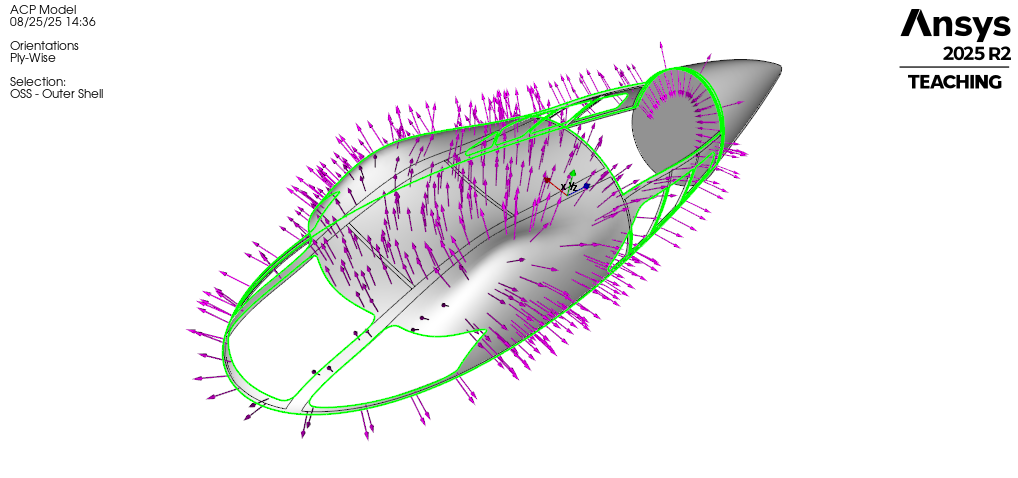 ACP Model
08/25/25 14:36
Orientations
Ply-Wise
Selection:
OSS - Outer Shell
Ansys
2025 R2
TEACHING